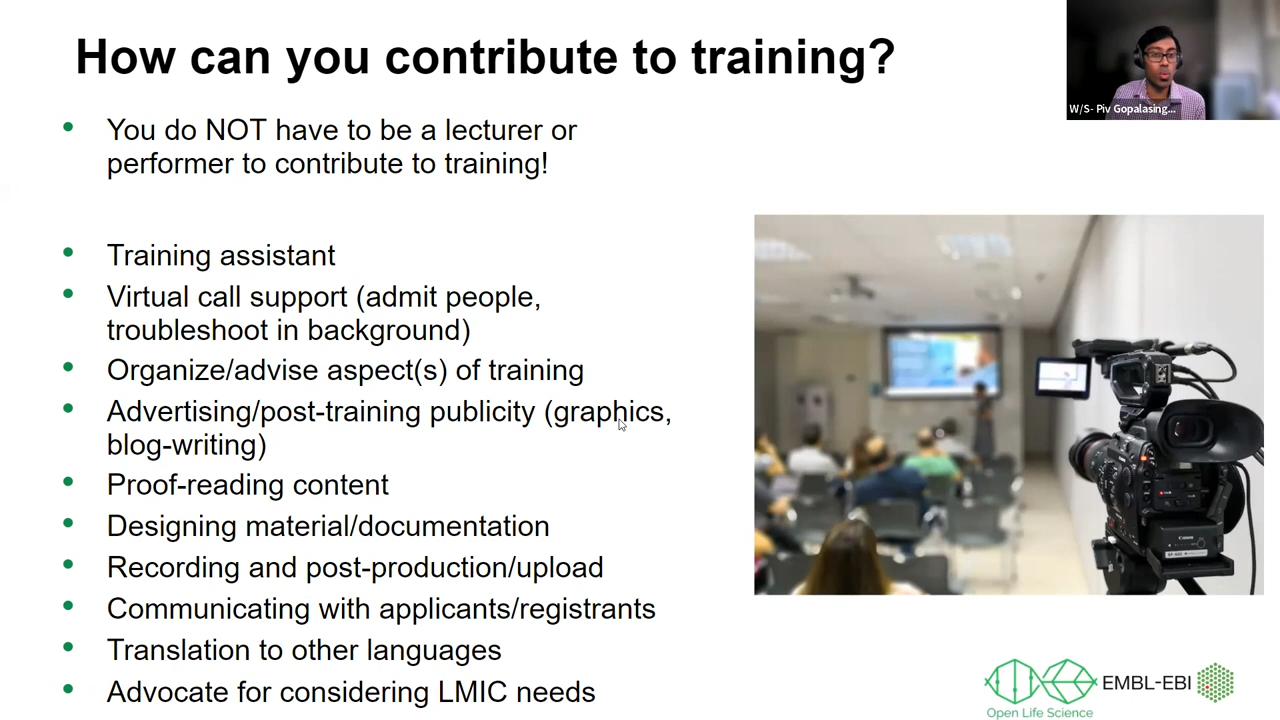 How can you contribute to training?
W/S- Piv Gopalasing...
• You do NOT have to be a lecturer or
performer to contribute to training!
• Training assistant
• Virtual call support (admit people,
troubleshoot in background)
• Organize/advise aspect(s) of training
• Advertising/post-training publicity (graphics,
blog-writing)
• Proof-reading content
• Designing material/documentation
• Recording and post-production/upload
• Communicating with applicants/registrants
• Translation to other languages
• Advocate for considering LMIC needs
Canon
Open Life Science
EMBL-EBI